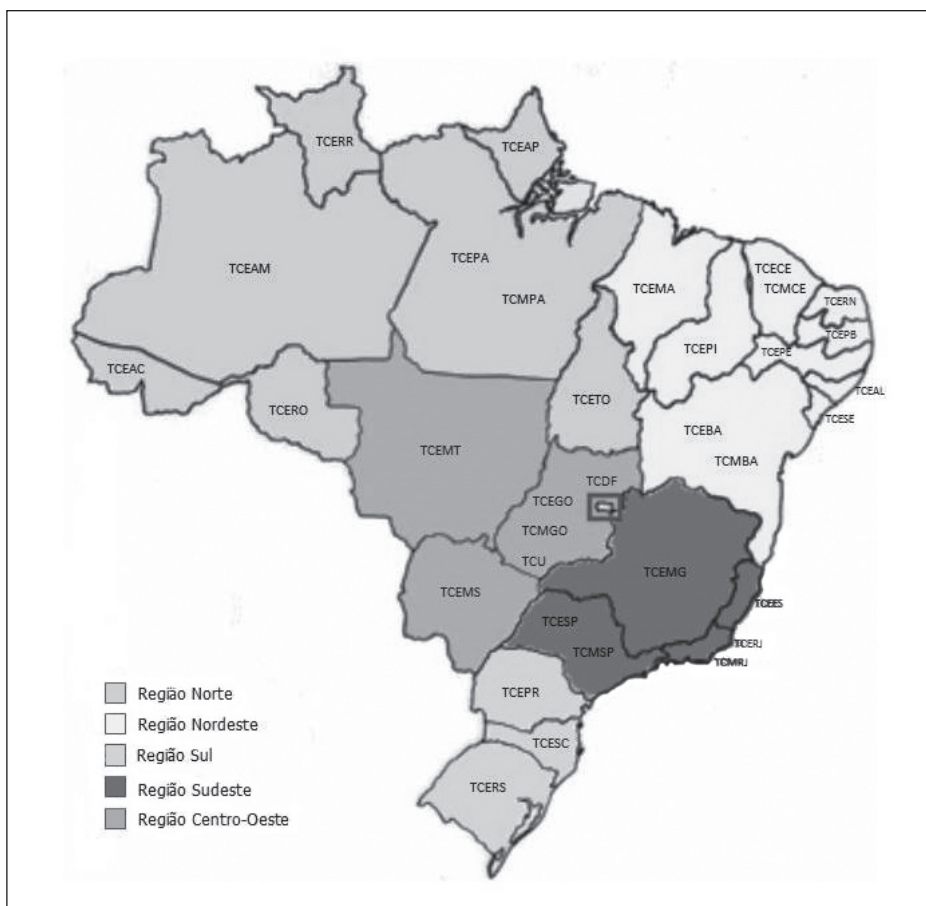 TCERR
TCEAP
TCEAM
TCEPA
TCMPA
TCEMA
TCECE
TCMCE
TCERN
TCEPB
TCEPI
TCEPE
TCEAC
TCERO
TCETO
TCEAL
TCESE
TCEMT
TCEBA
TCMBA
TCDF
TCEGO
TCMGO
TCU
TCEMS
TCEMG
TCEES
TCESP
TCMSP
TCERJ
TCMRJ
TCEPR
TCESC
TCERS
Região Norte
Região Nordeste
Região Sul
Região Sudeste
Região Centro-Oeste